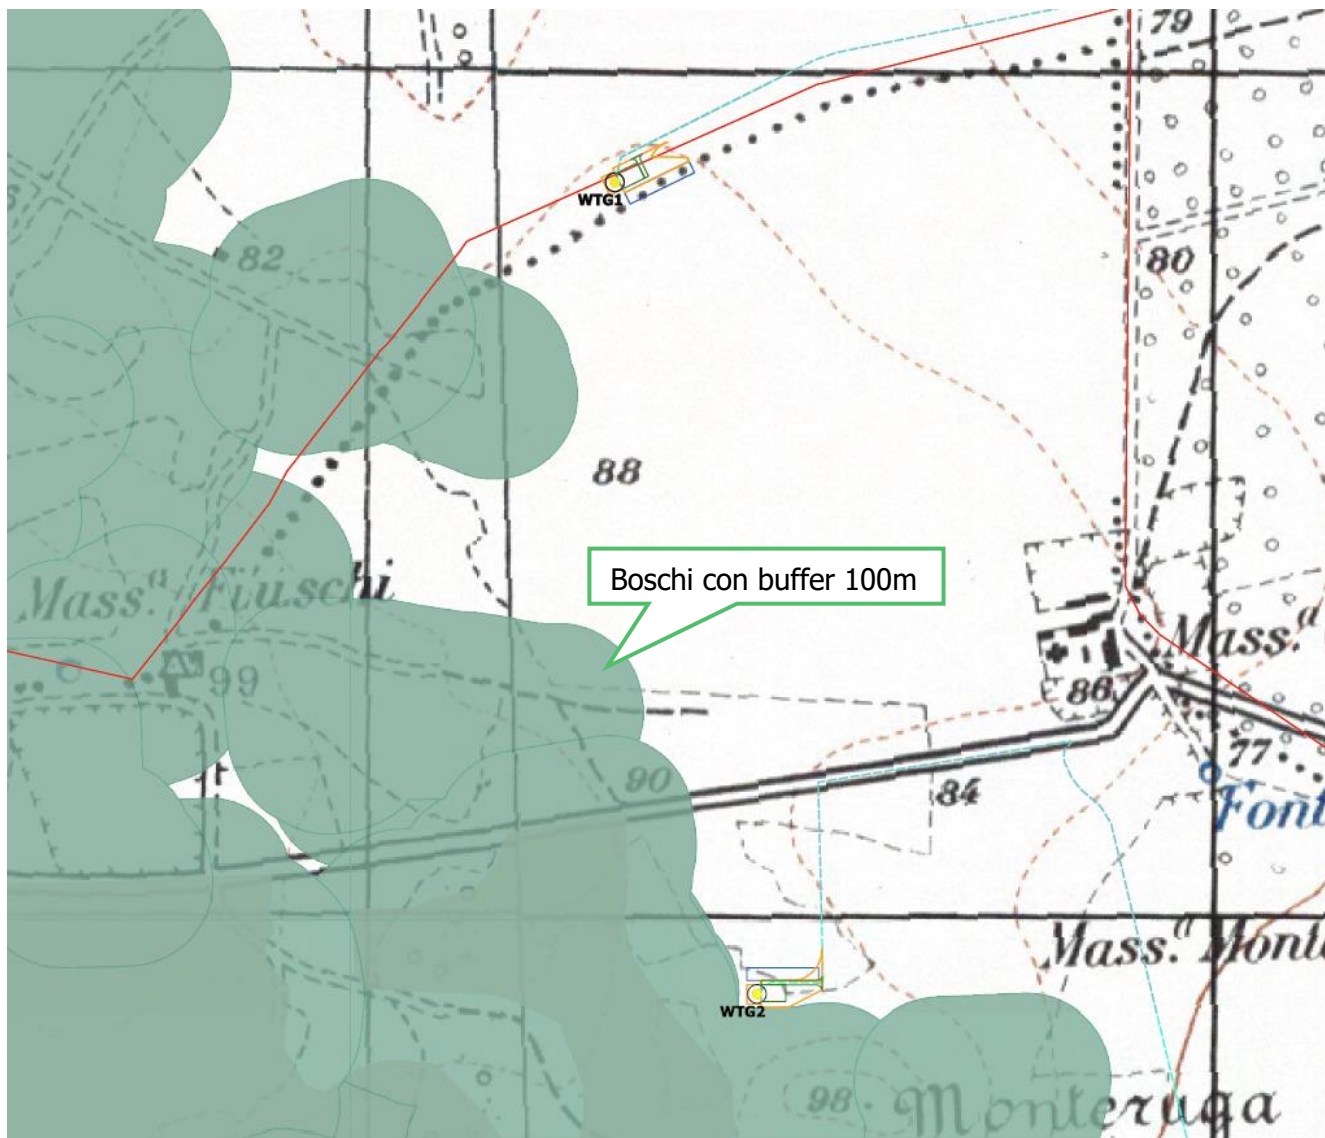 79
WTG1
82
80
88
Boschi con buffer 100m
Mass.a Fiuschi
Mass.a
99
86
90
77
84
Font
Mass.a Monte
WTG2
98
Monteruga